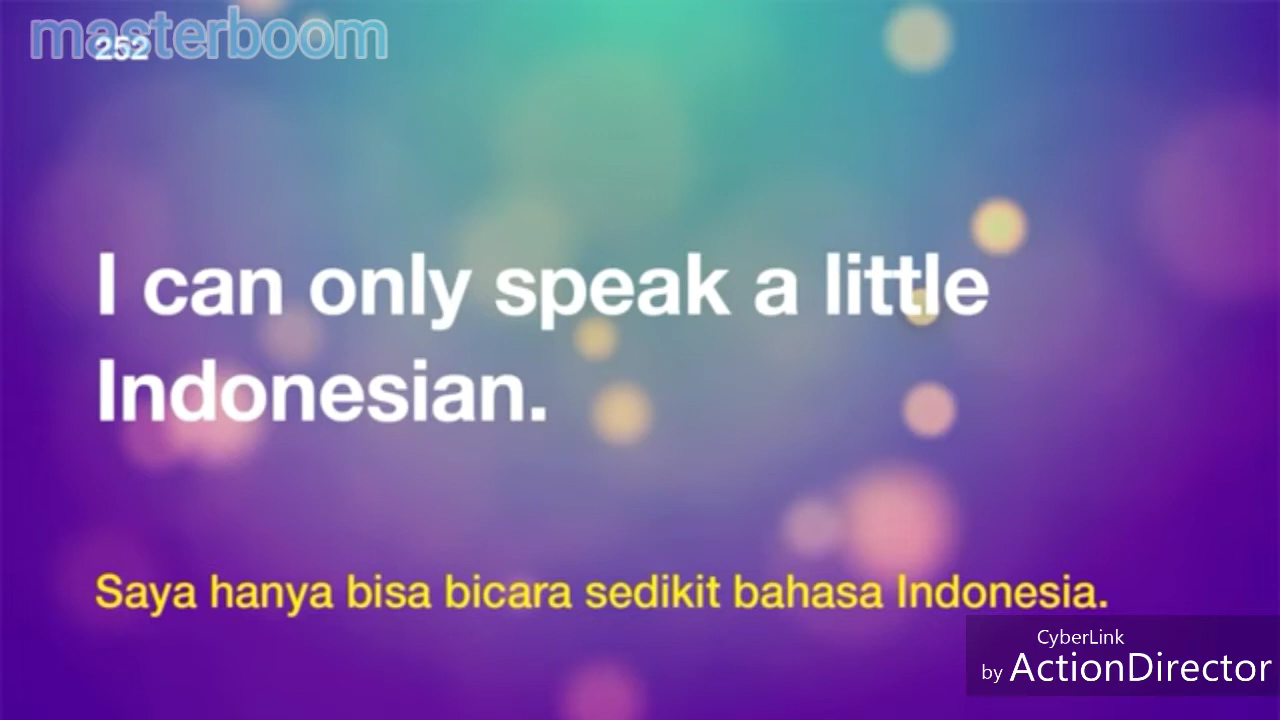 masterboom
252
I can only speak a little
Indonesian.
Saya hanya bisa bicara sedikit bahasa Indonesia.
CyberLink
by ActionDirector